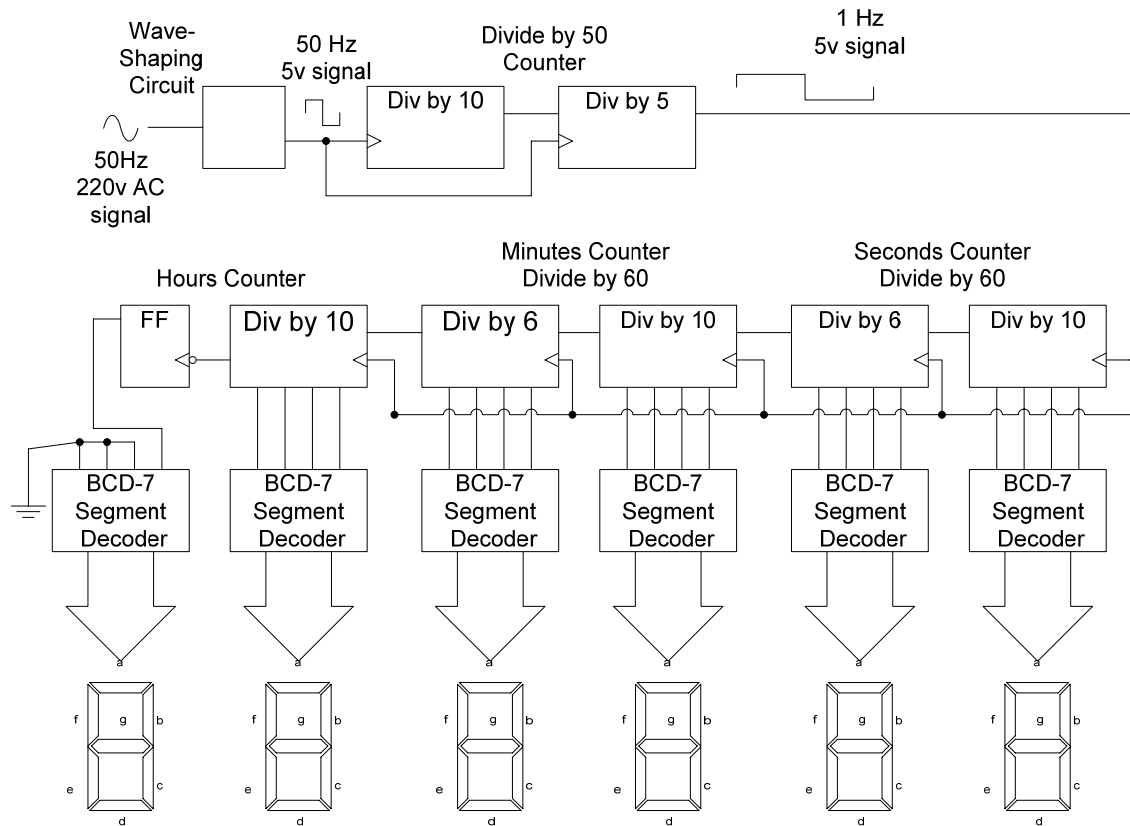 Wave-
Shaping
Circuit
50 Hz
5v signal
Divide by 50
Counter
1 Hz
5v signal
Div by 10
Div by 5
50Hz
220v AC
signal
Hours Counter
Minutes Counter
Divide by 60
Seconds Counter
Divide by 60
FF
Div by 10
Div by 6
Div by 10
Div by 6
Div by 10
BCD-7
Segment
Decoder
BCD-7
Segment
Decoder
BCD-7
Segment
Decoder
BCD-7
Segment
Decoder
BCD-7
Segment
Decoder
BCD-7
Segment
Decoder
a
f
g
b
e
c
d
a
f
g
b
e
c
d
a
f
g
b
e
c
d
a
f
g
b
e
c
d
a
f
g
b
e
c
d
a
f
g
b
e
c
d